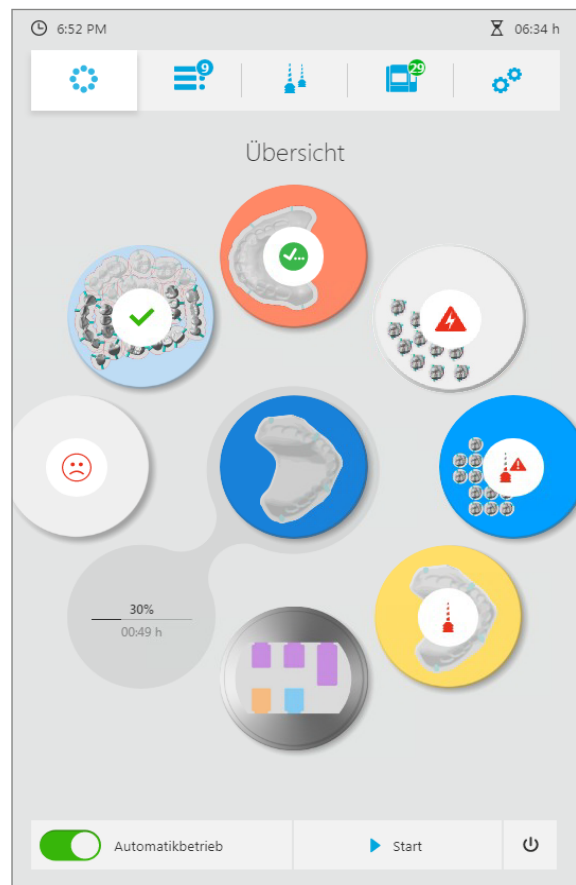 6:52 PM
06:34 h
9
29
Übersicht
30%
00:49 h
Automatikbetrieb
Start